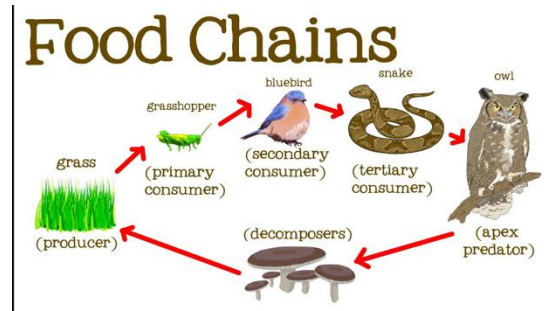 Food Chains
grass
(producer)
grasshopper
(primary
consumer)
bluebird
(secondary
consumer)
snake
(tertiary
consumer)
owl
(apex
predator)
(decomposers)